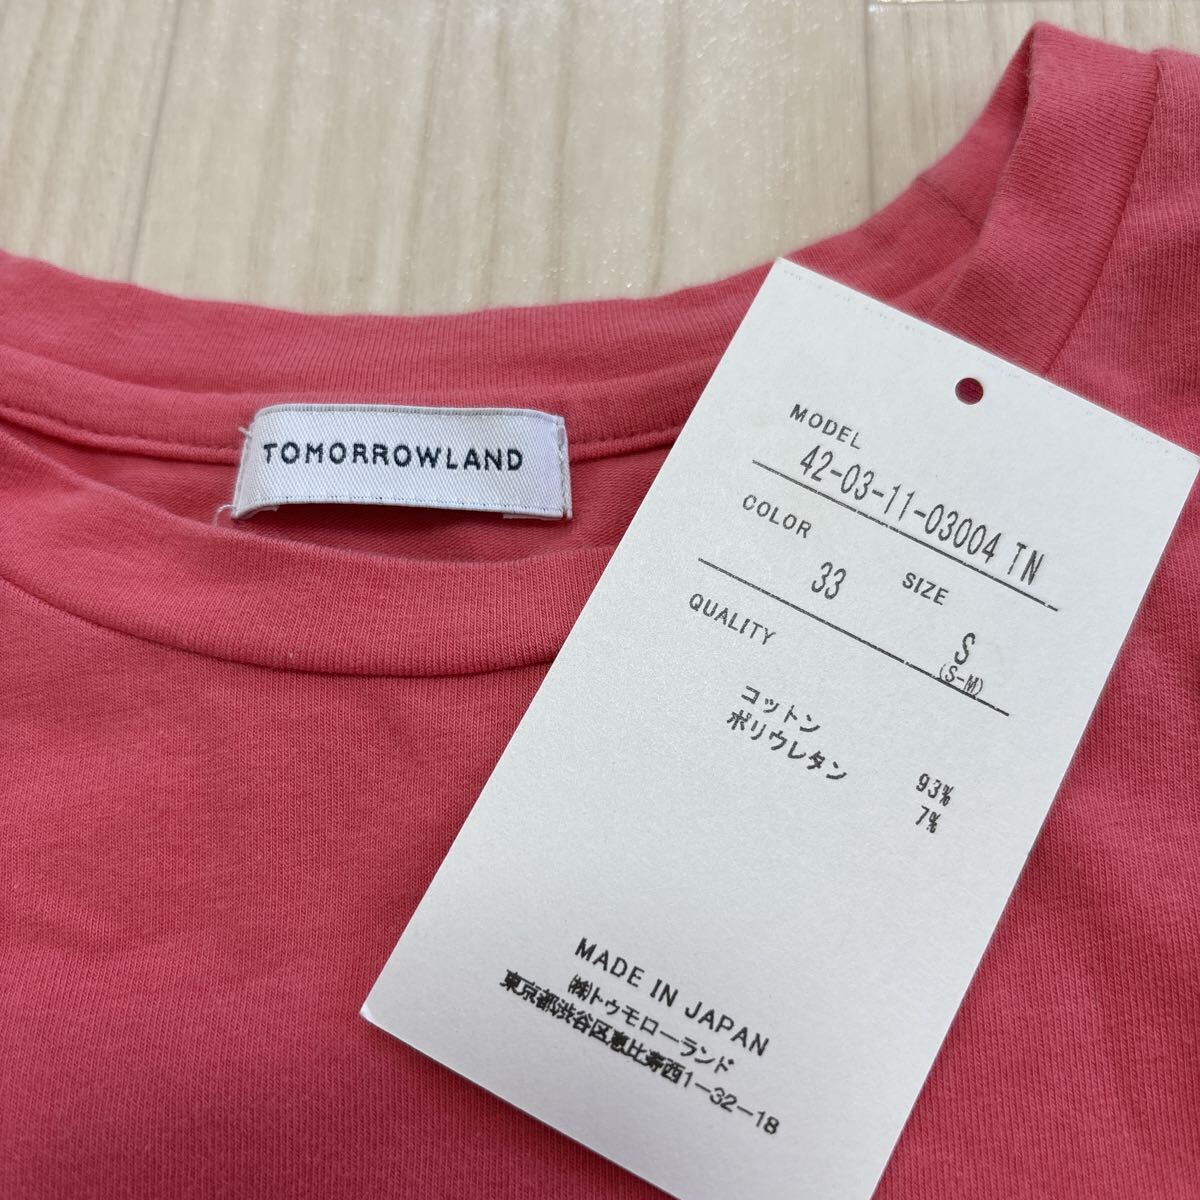 TOMORROWLAND
MODEL
42-03-11-03004 TN
COLOR
SIZE
33
S
(S-M)
QUALITY
コットン 93%
ポリウレタン 7%
MADE IN JAPAN
㈱トゥモローランド
東京都渋谷区恵比寿西1-32-18